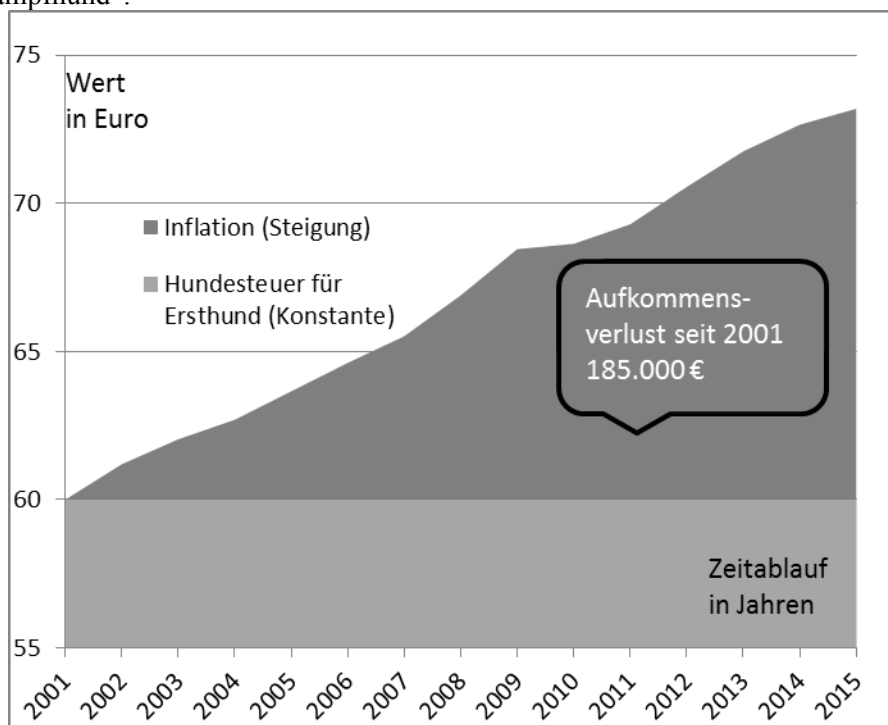 75
Wert
in Euro
70
Inflation (Steigung)
Hundesteuer für
Ersthund (Konstante)
Aufkommens-
verlust seit 2001
185.000 €
65
60
Zeitablauf
in Jahren
55
2001 2002 2003 2004 2005 2006 2007 2008 2009 2010 2011 2012 2013 2014 2015